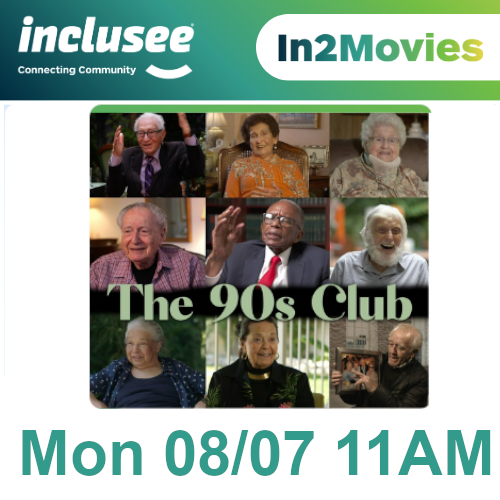 inclusee
Connecting Community
In2Movies
The 90s Club
Mon 08/07 11AM